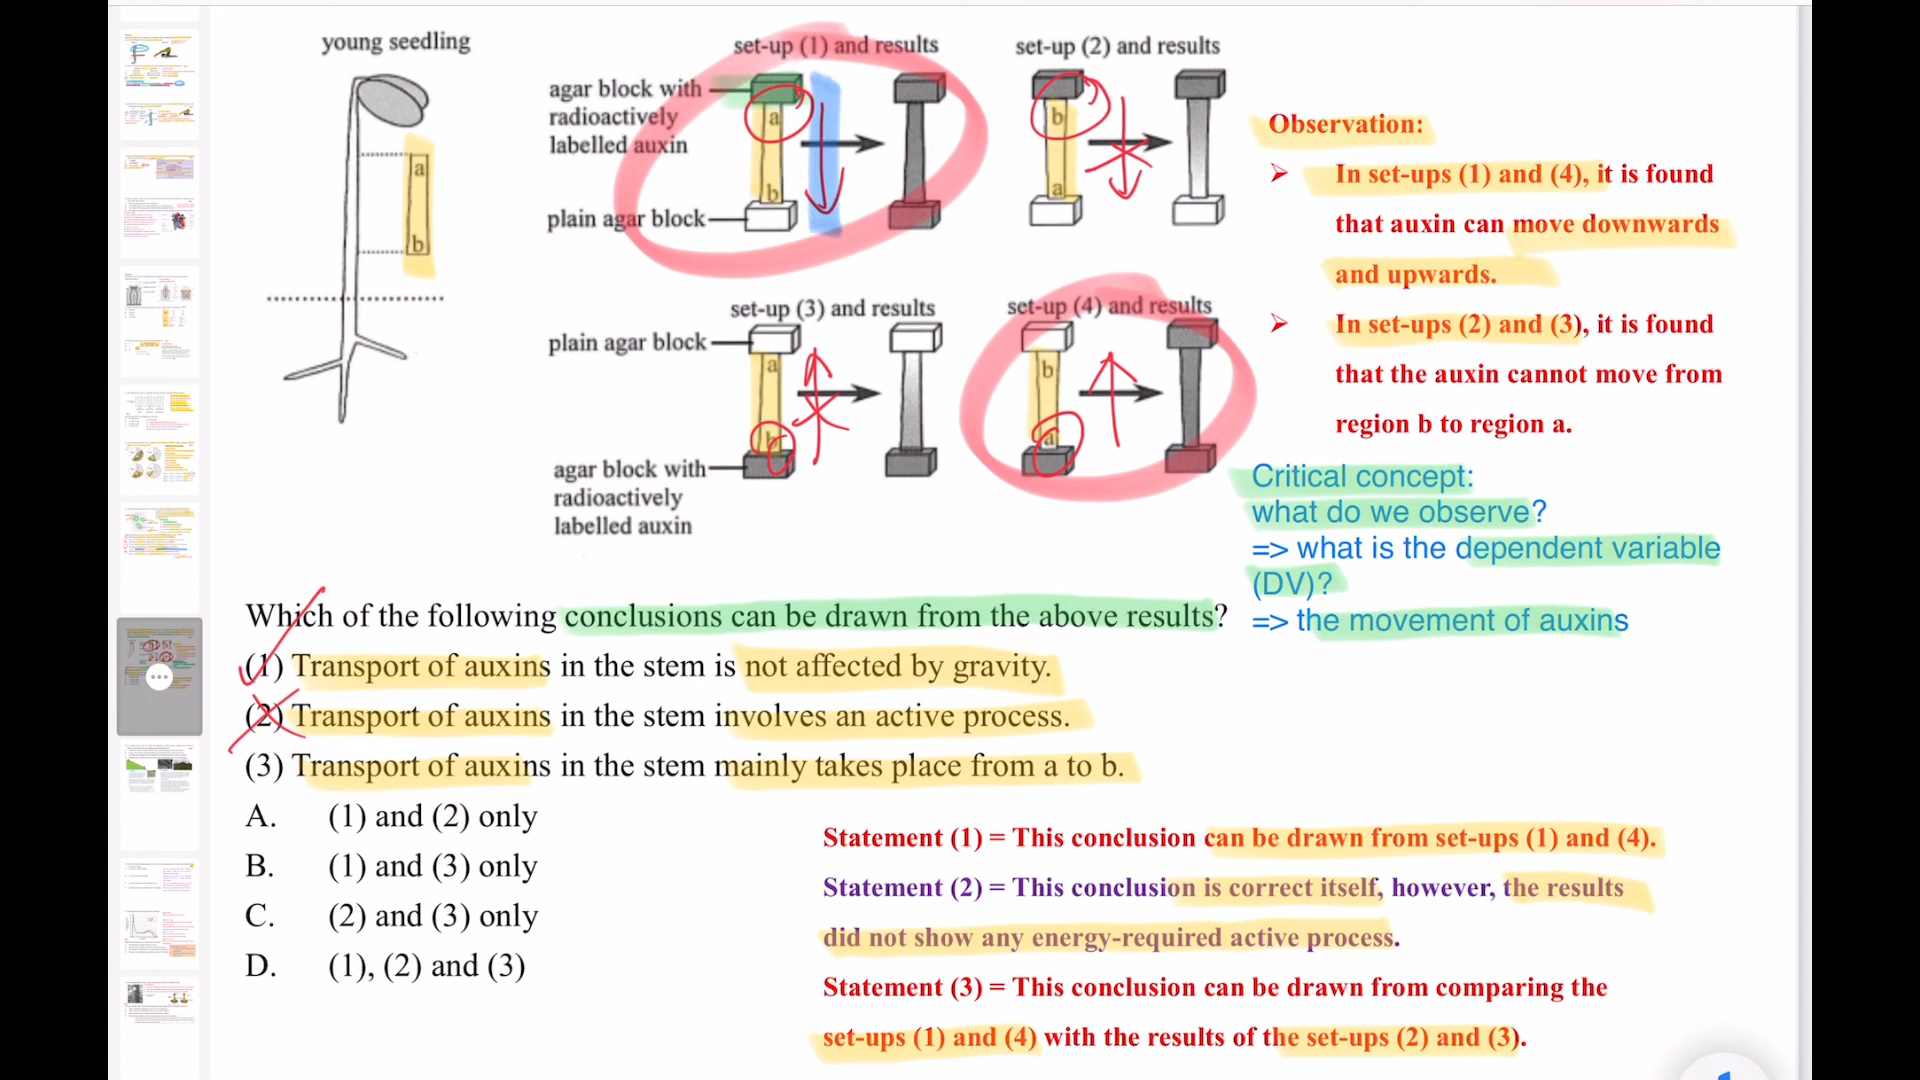 young seedling
a
b
set-up (1) and results
set-up (2) and results
agar block with
radioactively
labelled auxin
plain agar block
a
b
b
a
set-up (3) and results
set-up (4) and results
plain agar block
agar block with
radioactively
labelled auxin
a
b
b
a
Observation:
➢ In set-ups (1) and (4), it is found
that auxin can move downwards
and upwards.
➢ In set-ups (2) and (3), it is found
that the auxin cannot move from
region b to region a.
Critical concept:
what do we observe?
=> what is the dependent variable
(DV)?
=> the movement of auxins
Which of the following conclusions can be drawn from the above results?
(1) Transport of auxins in the stem is not affected by gravity.
(2) Transport of auxins in the stem involves an active process.
(3) Transport of auxins in the stem mainly takes place from a to b.
A. (1) and (2) only
B. (1) and (3) only
C. (2) and (3) only
D. (1), (2) and (3)
Statement (1) = This conclusion can be drawn from set-ups (1) and (4).
Statement (2) = This conclusion is correct itself, however, the results
did not show any energy-required active process.
Statement (3) = This conclusion can be drawn from comparing the
set-ups (1) and (4) with the results of the set-ups (2) and (3).